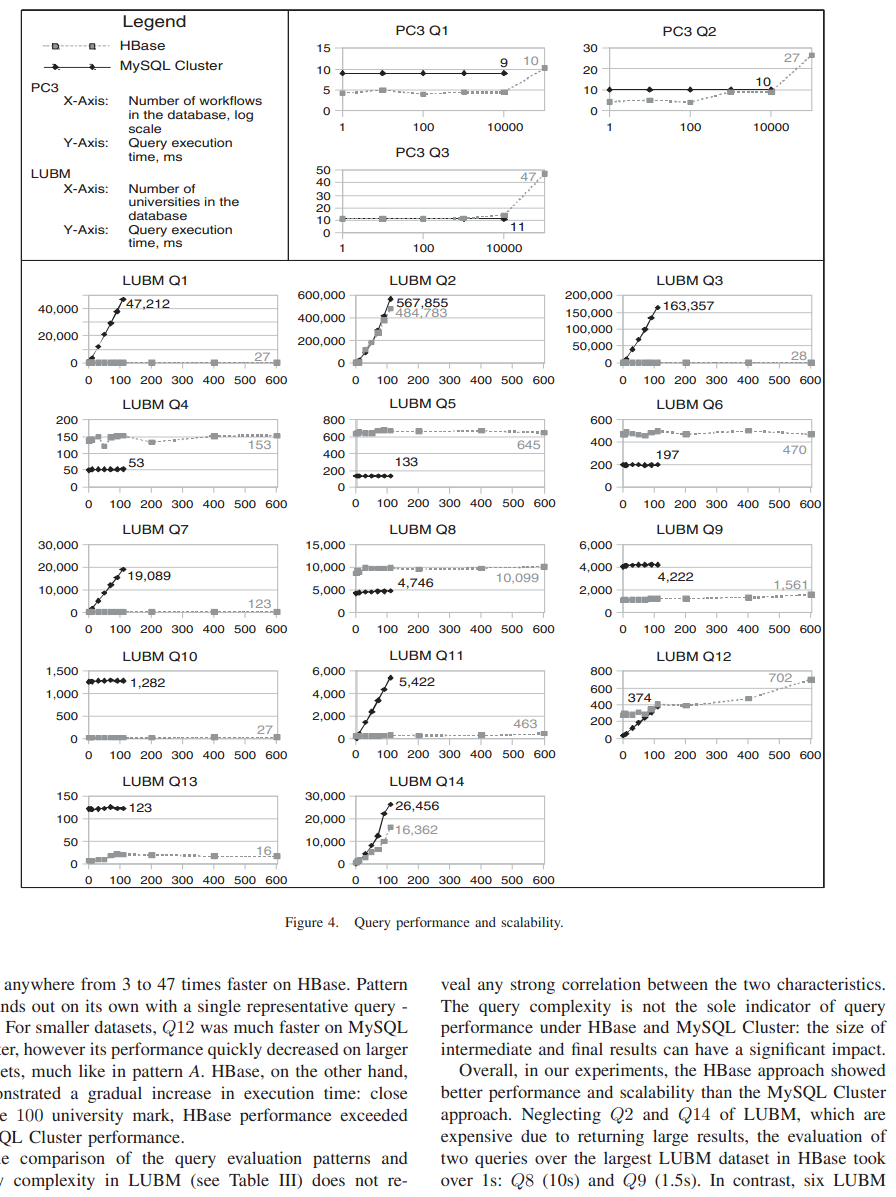 Legend
HBase
MySQL Cluster
PC3
X-Axis: Number of workflows
in the database, log
scale
Y-Axis: Query execution
time, ms
LUBM
X-Axis: Number of
universities in the
database
Y-Axis: Query execution
time, ms
PC3 Q1
15
10
5
0
9
10
1 100 10000
PC3 Q2
30
20
10
0
10
27
1 100 10000
PC3 Q3
50
40
30
20
10
0
47
11
1 100 10000
LUBM Q1
40,000
20,000
0
47,212
27
0 100 200 300 400 500 600
LUBM Q2
600,000
400,000
200,000
0
567,855
484,783
0 100 200 300 400 500 600
LUBM Q3
200,000
150,000
100,000
50,000
0
163,357
28
0 100 200 300 400 500 600
LUBM Q4
200
150
100
50
0
153
53
0 100 200 300 400 500 600
LUBM Q5
800
600
400
200
0
645
133
0 100 200 300 400 500 600
LUBM Q6
600
400
200
0
197
470
0 100 200 300 400 500 600
LUBM Q7
30,000
20,000
10,000
0
19,089
123
0 100 200 300 400 500 600
LUBM Q8
15,000
10,000
5,000
0
10,099
4,746
0 100 200 300 400 500 600
LUBM Q9
6,000
4,000
2,000
0
4,222
1,561
0 100 200 300 400 500 600
LUBM Q10
1,500
1,000
500
0
1,282
27
0 100 200 300 400 500 600
LUBM Q11
6,000
4,000
2,000
0
5,422
463
0 100 200 300 400 500 600
LUBM Q12
800
600
400
200
0
702
374
0 100 200 300 400 500 600
LUBM Q13
150
100
50
0
123
16
0 100 200 300 400 500 600
LUBM Q14
30,000
20,000
10,000
0
26,456
16,362
0 100 200 300 400 500 600
Figure 4. Query performance and scalability.
anywhere from 3 to 47 times faster on HBase. Pattern
nds out on its own with a single representative query -
For smaller datasets, Q12 was much faster on MySQL
ter, however its performance quickly decreased on larger
ets, much like in pattern A. HBase, on the other hand,
onstrated a gradual increase in execution time: close
e 100 university mark, HBase performance exceeded
QL Cluster performance.
e comparison of the query evaluation patterns and
y complexity in LUBM (see Table III) does not re-
veal any strong correlation between the two characteristics.
The query complexity is not the sole indicator of query
performance under HBase and MySQL Cluster: the size of
intermediate and final results can have a significant impact.
Overall, in our experiments, the HBase approach showed
better performance and scalability than the MySQL Cluster
approach. Neglecting Q2 and Q14 of LUBM, which are
expensive due to returning large results, the evaluation of
two queries over the largest LUBM dataset in HBase took
over 1s: Q8 (10s) and Q9 (1.5s). In contrast, six LUBM